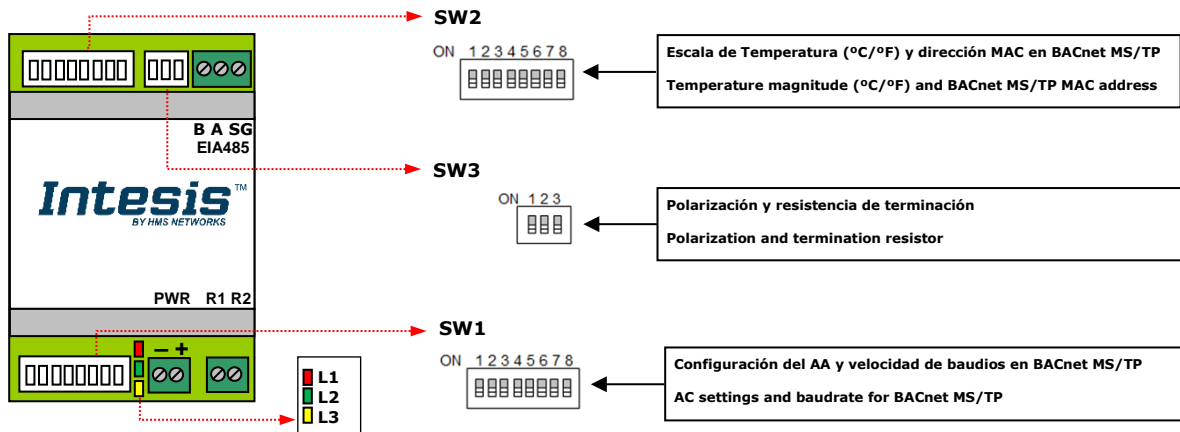 SW2
ON 1 2 3 4 5 6 7 8
Escala de Temperatura (ºC/ºF) y dirección MAC en BACnet MS/TP
Temperature magnitude (ºC/ºF) and BACnet MS/TP MAC address
B A SG
EIA485
SW3
ON 1 2 3
Polarización y resistencia de terminación
Polarization and termination resistor
Intesis™
BY HMS NETWORKS
PWR R1 R2
SW1
ON 1 2 3 4 5 6 7 8
Configuración del AA y velocidad de baudios en BACnet MS/TP
AC settings and baudrate for BACnet MS/TP
– +
L1
L2
L3